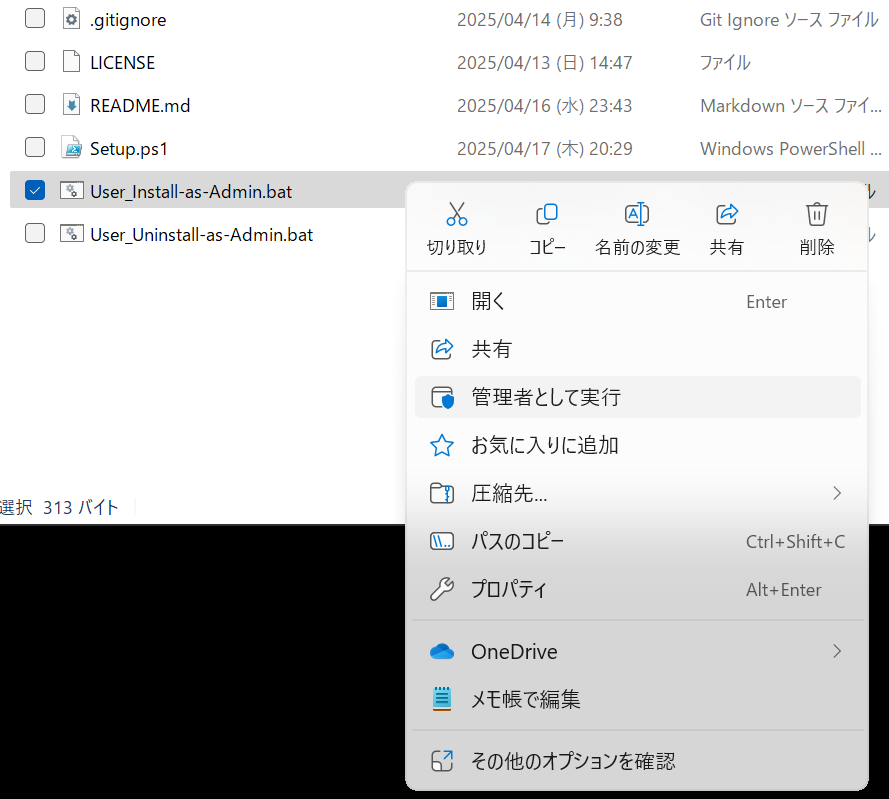 .gitignore 2025/04/14 (月) 9:38 Git Ignore ソース ファイル
LICENSE 2025/04/13 (日) 14:47 ファイル
README.md 2025/04/16 (水) 23:43 Markdown ソース ファイ...
Setup.ps1 2025/04/17 (木) 20:29 Windows PowerShell ...
User_Install-as-Admin.bat
User_Uninstall-as-Admin.bat
切り取り コピー 名前の変更 共有 削除
開く Enter
共有
管理者として実行
お気に入りに追加
圧縮先...
選択 313 バイト
パスのコピー Ctrl+Shift+C
プロパティ Alt+Enter
OneDrive
メモ帳で編集
その他のオプションを確認